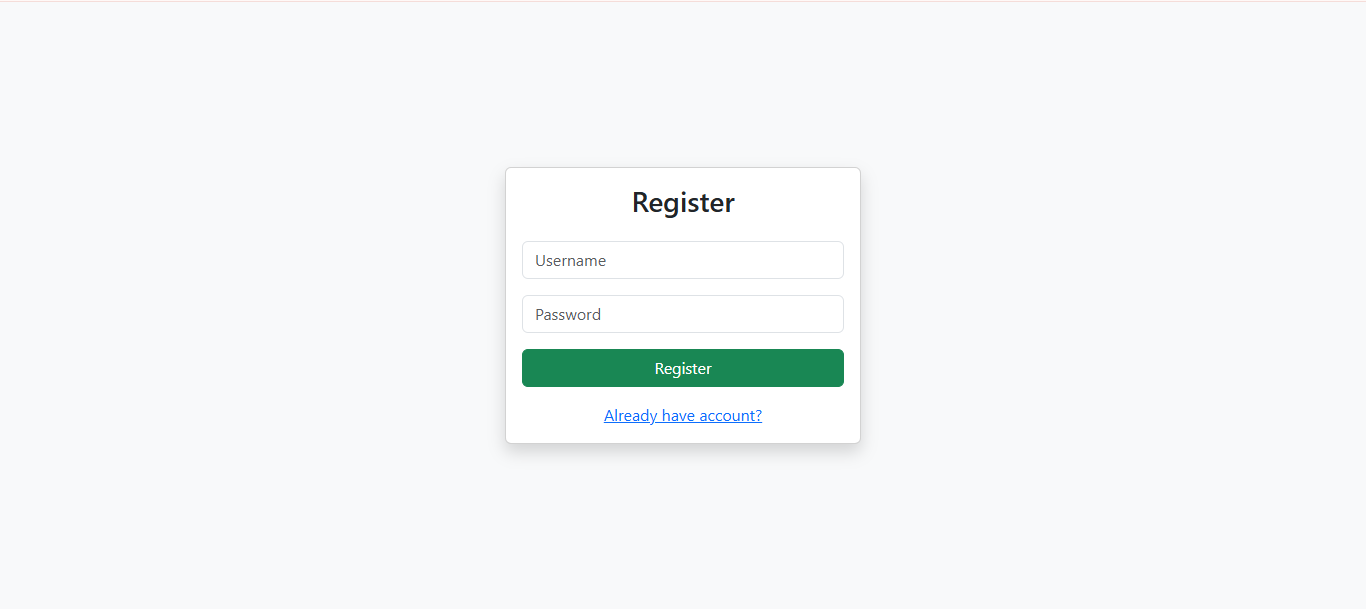 Register
Username
Password
Register
Already have account?